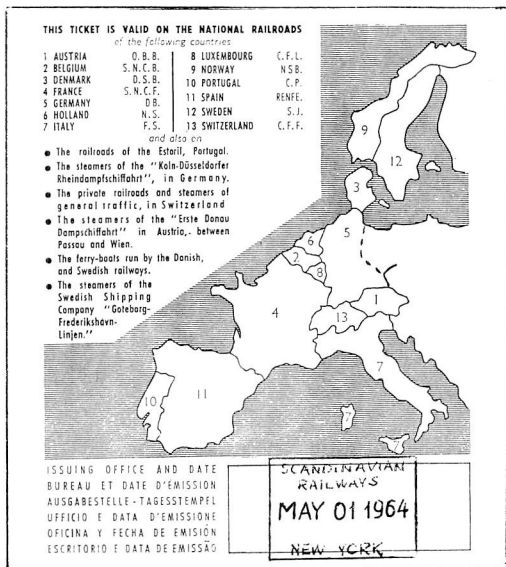 THIS TICKET IS VALID ON THE NATIONAL RAILROADS
of the following countries
1 AUSTRIA O.B.B.
2 BELGIUM S.N.C.B.
3 DENMARK D.S.B.
4 FRANCE S.N.C.F.
5 GERMANY DB.
6 HOLLAND N.S.
7 ITALY F.S.
8 LUXEMBOURG C.F.L.
9 NORWAY NSB.
10 PORTUGAL C.P.
11 SPAIN RENFE.
12 SWEDEN S.J.
13 SWITZERLAND C.F.F.
and also on
● The railroads of the Estoril, Portugal.
● The steamers of the "Koln-Düsseldorfer
Rheindampfschiffahrt", in Germany.
● The private railroads and steamers of
general traffic, in Switzerland
● The steamers of the "Erste Donau
Dampschiffahrt" in Austria,. between
Passau and Wien.
● The ferry-boats run by the Danish,
and Swedish railways.
● The steamers of the
Swedish Shipping
Company "Goteborg-
Frederikshavn-
Linjen."
9
12
3
6
5
2
8
1
4
13
7
10
11
7
7
ISSUING OFFICE AND DATE
BUREAU ET DATE D'EMISSION
AUSGABESTELLE - TAGESSTEMPEL
UFFICIO E DATA D'EMISSIONE
OFICINA Y FECHA DE EMISIÓN
ESCRITORIO E DATA DE EMISSÃO
SCANDINAVIAN
RAILWAYS
MAY 01 1964
NEW YORK